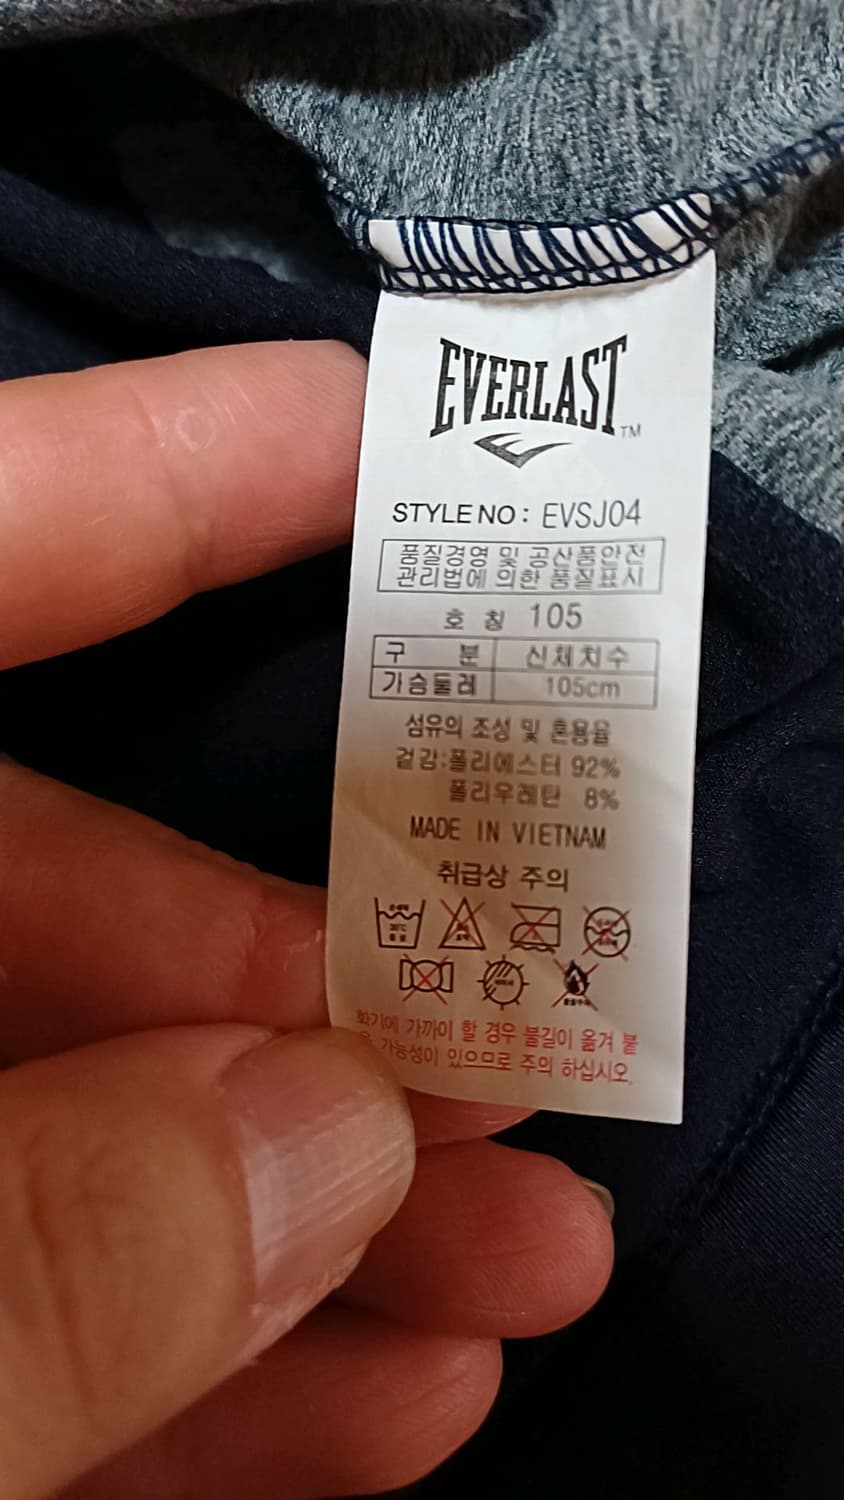 EVERLAST™
STYLE NO : EVSJ04
품질경영 및 공산품안전
관리법에 의한 품질표시
호 칭 105
구 분 신체치수
가슴둘레 105cm
섬유의 조성 및 혼용율
겉감:폴리에스터 92%
폴리우레탄 8%
MADE IN VIETNAM
취급상 주의
30℃
화기에 가까이 할 경우 불길이 옮겨 붙
을 가능성이 있으므로 주의 하십시오.